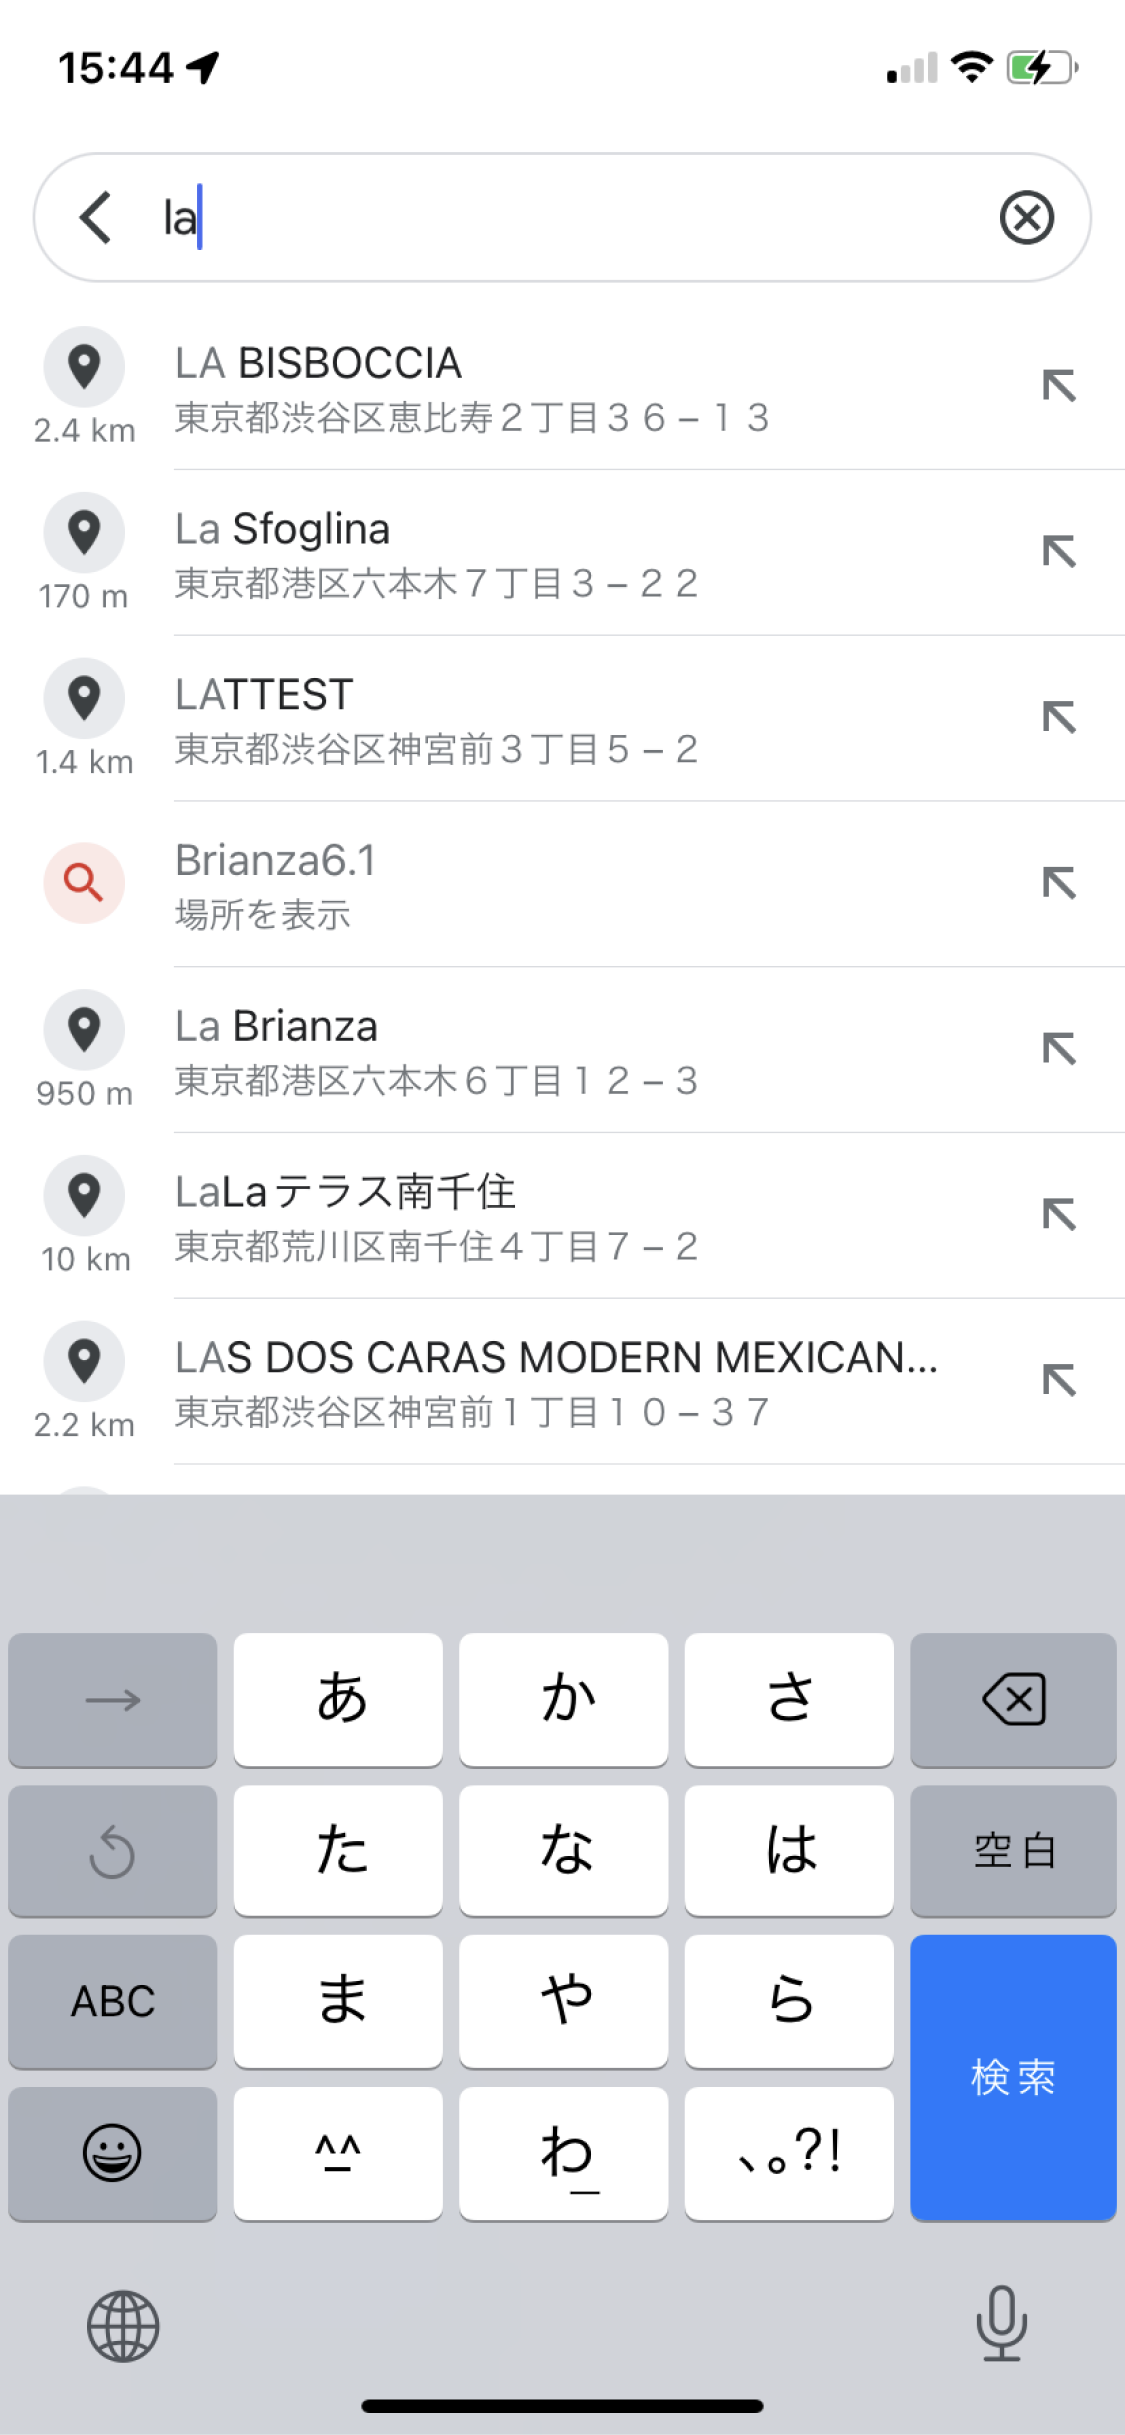 15:44
la
LA BISBOCCIA
東京都渋谷区恵比寿２丁目３６−１３
2.4 km
La Sfoglina
東京都港区六本木７丁目３−２２
170 m
LATTEST
東京都渋谷区神宮前３丁目５−２
1.4 km
Brianza6.1
場所を表示
La Brianza
東京都港区六本木６丁目１２−３
950 m
LaLaテラス南千住
東京都荒川区南千住４丁目７−２
10 km
LAS DOS CARAS MODERN MEXICAN...
東京都渋谷区神宮前１丁目１０−３７
2.2 km
→ あ か さ
た な は 空白
ABC ま や ら
検索
^_^ わ_ 、。?!